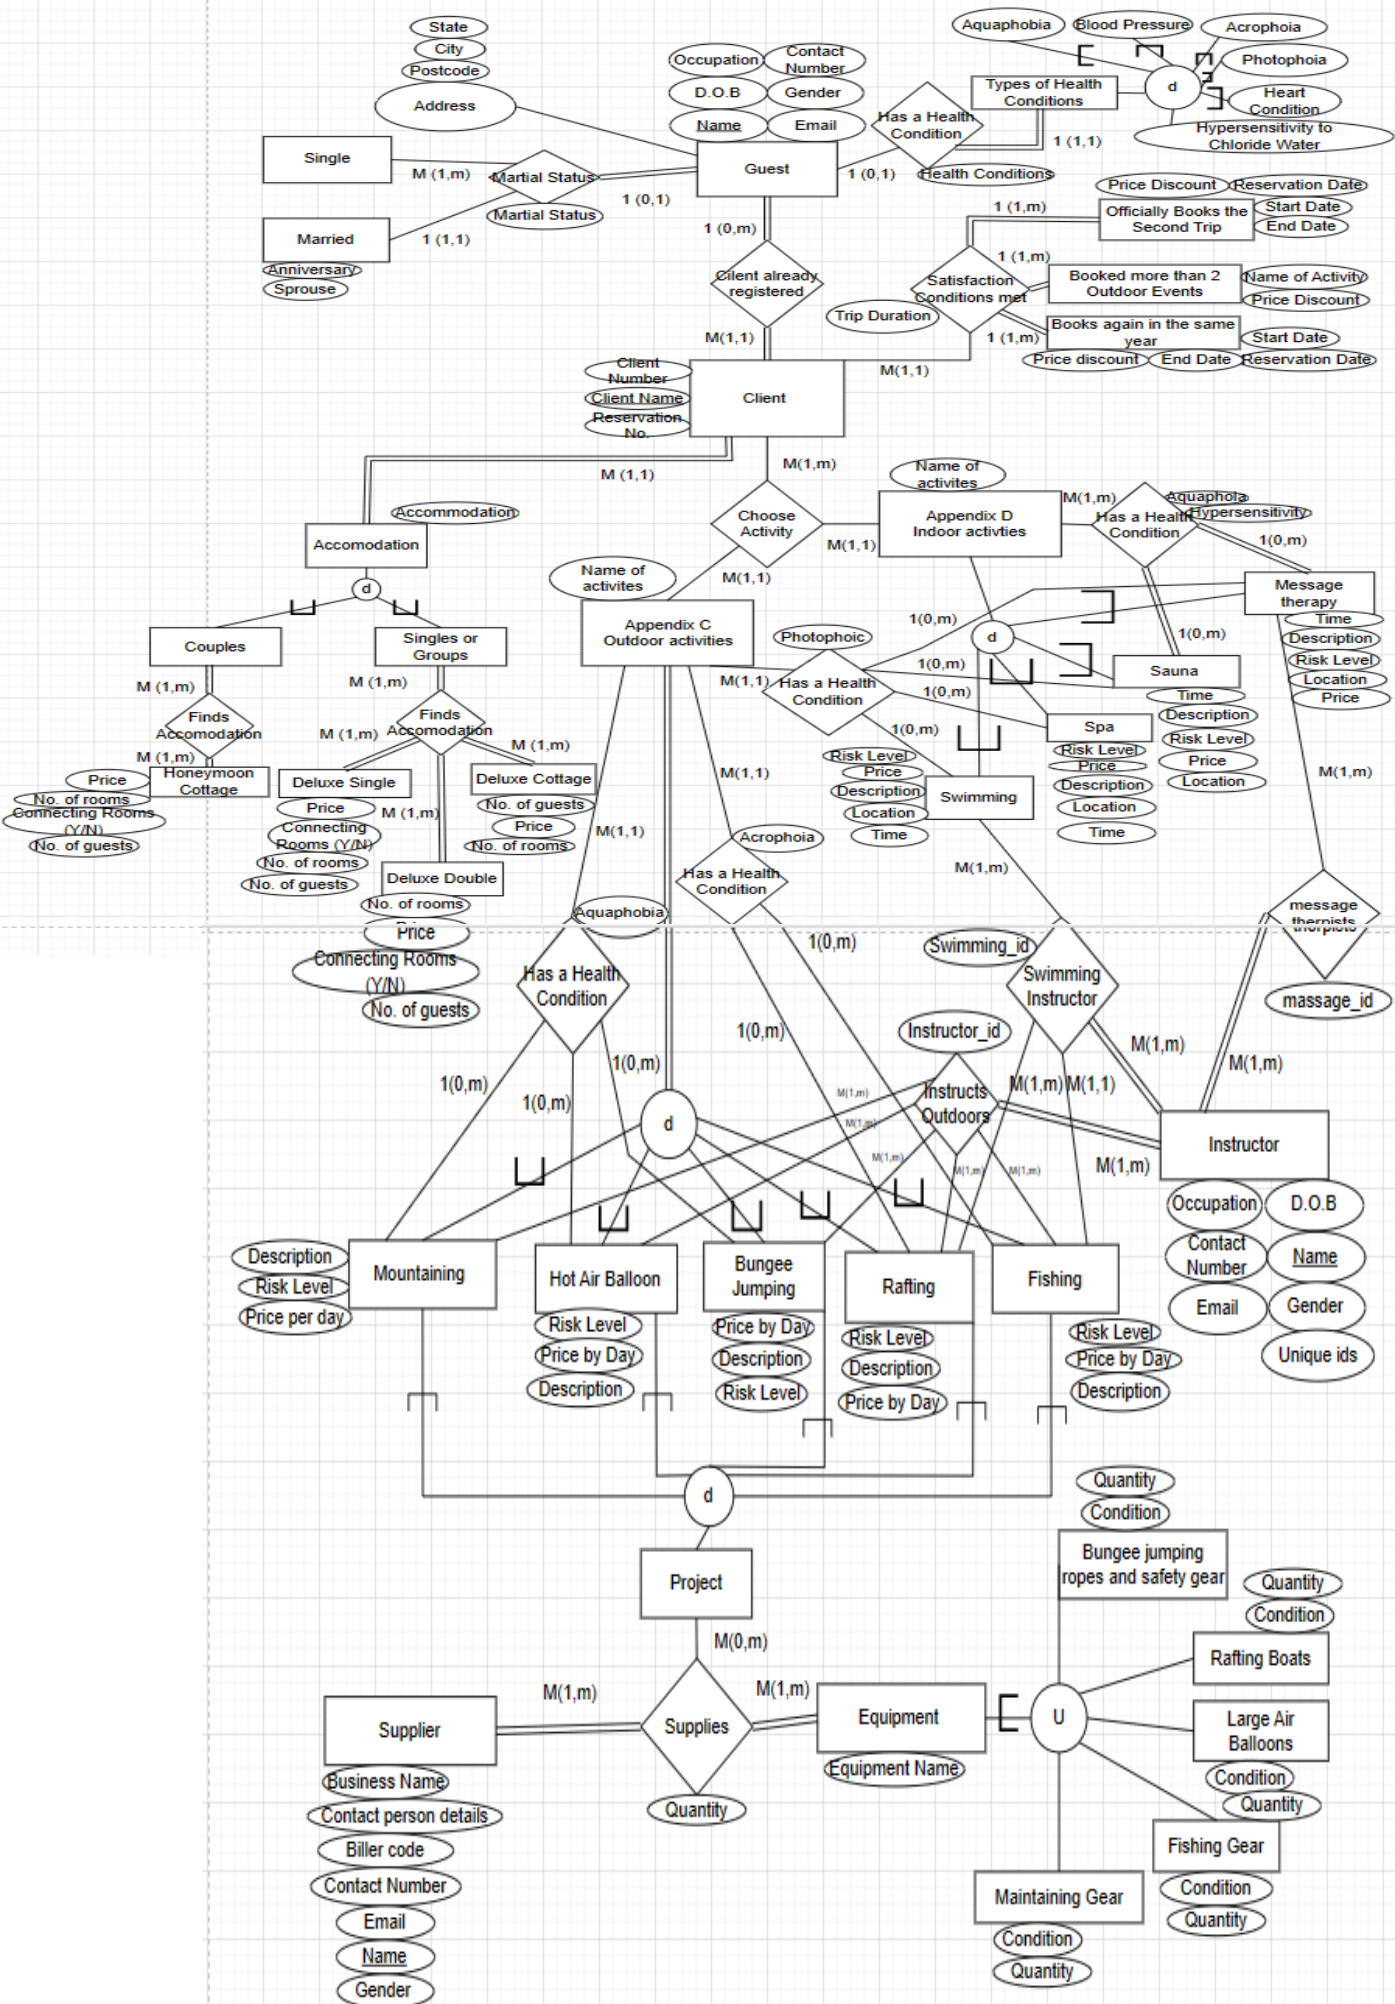 State
City
Postcode
Address
Occupation
Contact
Number
D.O.B
Gender
Name
Email
Guest
Single
M (1,m)
Martial Status
Martial Status
1 (0,1)
Married
1 (1,1)
Anniversary
Sprouse
Has a Health
Condition
1 (0,1)
Health Conditions
Types of Health
Conditions
1 (1,1)
d
Aquaphobia
Blood Pressure
Acrophoia
Photophoia
Heart
Condition
Hypersensitivity to
Chloride Water
1 (0,m)
Cilent already
registered
M(1,1)
Price Discount
Reservation Date
1 (1,m)
Officially Books the
Second Trip
Start Date
End Date
1 (1,m)
Satisfaction
Conditions met
Booked more than 2
Outdoor Events
Name of Activity
Price Discount
Trip Duration
1 (1,m)
Books again in the same
year
Start Date
Price discount
End Date
Reservation Date
M(1,1)
Client
Number
Client Name
Reservation
No.
Client
M (1,1)
M(1,m)
Accommodation
Accomodation
d
Couples
Singles or
Groups
M (1,m)
M (1,m)
Finds
Accomodation
Finds
Accomodation
M (1,m)
M (1,m)
M (1,m)
Honeymoon
Cottage
Price
No. of rooms
Connecting Rooms
(Y/N)
No. of guests
Deluxe Single
Price
Connecting
Rooms (Y/N)
No. of rooms
No. of guests
M (1,m)
Deluxe Cottage
No. of guests
Price
No. of rooms
Deluxe Double
No. of rooms
Price
Connecting Rooms
(Y/N)
No. of guests
Choose
Activity
M(1,1)
M(1,1)
Name of
activites
Appendix D
Indoor activties
M(1,m)
Has a Health
Condition
Aquaphoia
Hypersensitivity
1(0,m)
Name of
activites
Appendix C
Outdoor activities
Message
therapy
Time
Description
Risk Level
Location
Price
1(0,m)
d
1(0,m)
Photophoic
Has a Health
Condition
M(1,1)
1(0,m)
1(0,m)
1(0,m)
Sauna
Time
Description
Risk Level
Price
Location
Spa
Risk Level
Price
Description
Location
Time
Swimming
Risk Level
Price
Description
Location
Time
M(1,1)
M(1,m)
M(1,1)
Acrophoia
Has a Health
Condition
M(1,m)
Aquaphobia
Has a Health
Condition
1(0,m)
Swimming_id
Swimming
Instructor
message
therpists
massage_id
1(0,m)
Instructor_id
Instructs
Outdoors
M(1,m)
M(1,m)
1(0,m)
1(0,m)
1(0,m)
M(1,m)
M(1,1)
M(1,m)
M(1,m)
M(1,m)
M(1,m)
M(1,m)
M(1,m)
d
Instructor
Occupation
D.O.B
Contact
Number
Name
Email
Gender
Unique ids
Mountaining
Description
Risk Level
Price per day
Hot Air Balloon
Risk Level
Price by Day
Description
Bungee
Jumping
Price by Day
Description
Risk Level
Rafting
Risk Level
Description
Price by Day
Fishing
Risk Level
Price by Day
Description
d
Project
M(0,m)
Supplies
Quantity
M(1,m)
M(1,m)
Supplier
Business Name
Contact person details
Biller code
Contact Number
Email
Name
Gender
Equipment
Equipment Name
U
Quantity
Condition
Bungee jumping
ropes and safety gear
Quantity
Condition
Rafting Boats
Large Air
Balloons
Condition
Quantity
Fishing Gear
Condition
Quantity
Maintaining Gear
Condition
Quantity